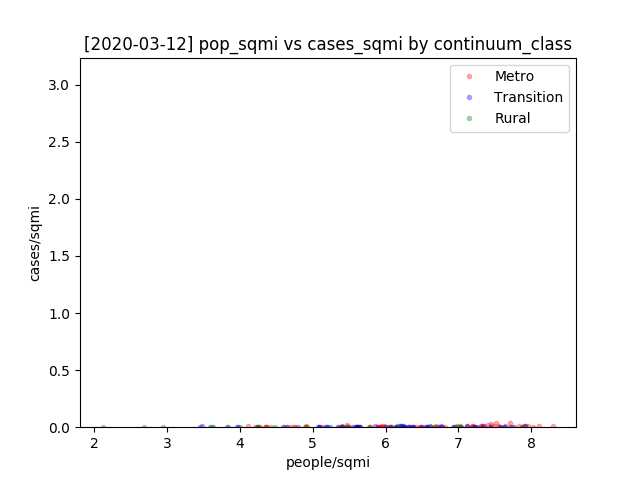 [2020-03-12] pop_sqmi vs cases_sqmi by continuum_class
Metro
Transition
Rural
3.0
2.5
2.0
1.5
1.0
0.5
0.0
cases/sqmi
2 3 4 5 6 7 8
people/sqmi